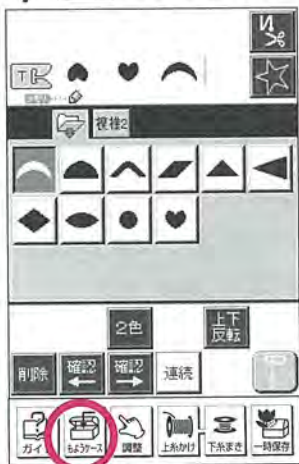 視椎2
2色
上下
反転
削除
確認
確認
連続
ガイド
もようケース
調整
上糸かけ
下糸まき
一時保存